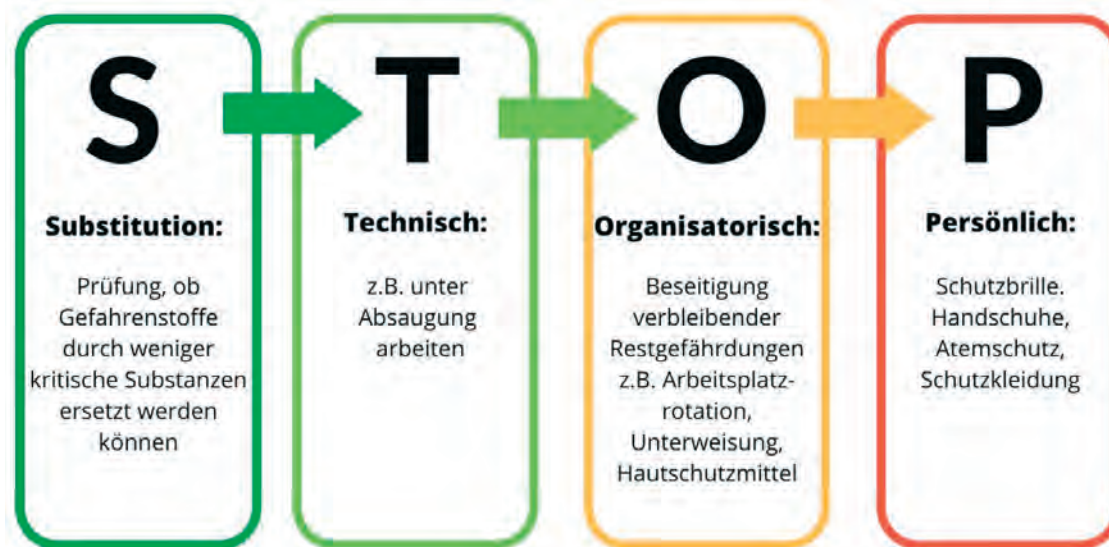 S
Substitution:
Prüfung, ob
Gefahrenstoffe
durch weniger
kritische Substanzen
ersetzt werden
können
T
Technisch:
z.B. unter
Absaugung
arbeiten
O
Organisatorisch:
Beseitigung
verbleibender
Restgefährdungen
z.B. Arbeitsplatz-
rotation,
Unterweisung,
Hautschutzmittel
P
Persönlich:
Schutzbrille.
Handschuhe,
Atemschutz,
Schutzkleidung